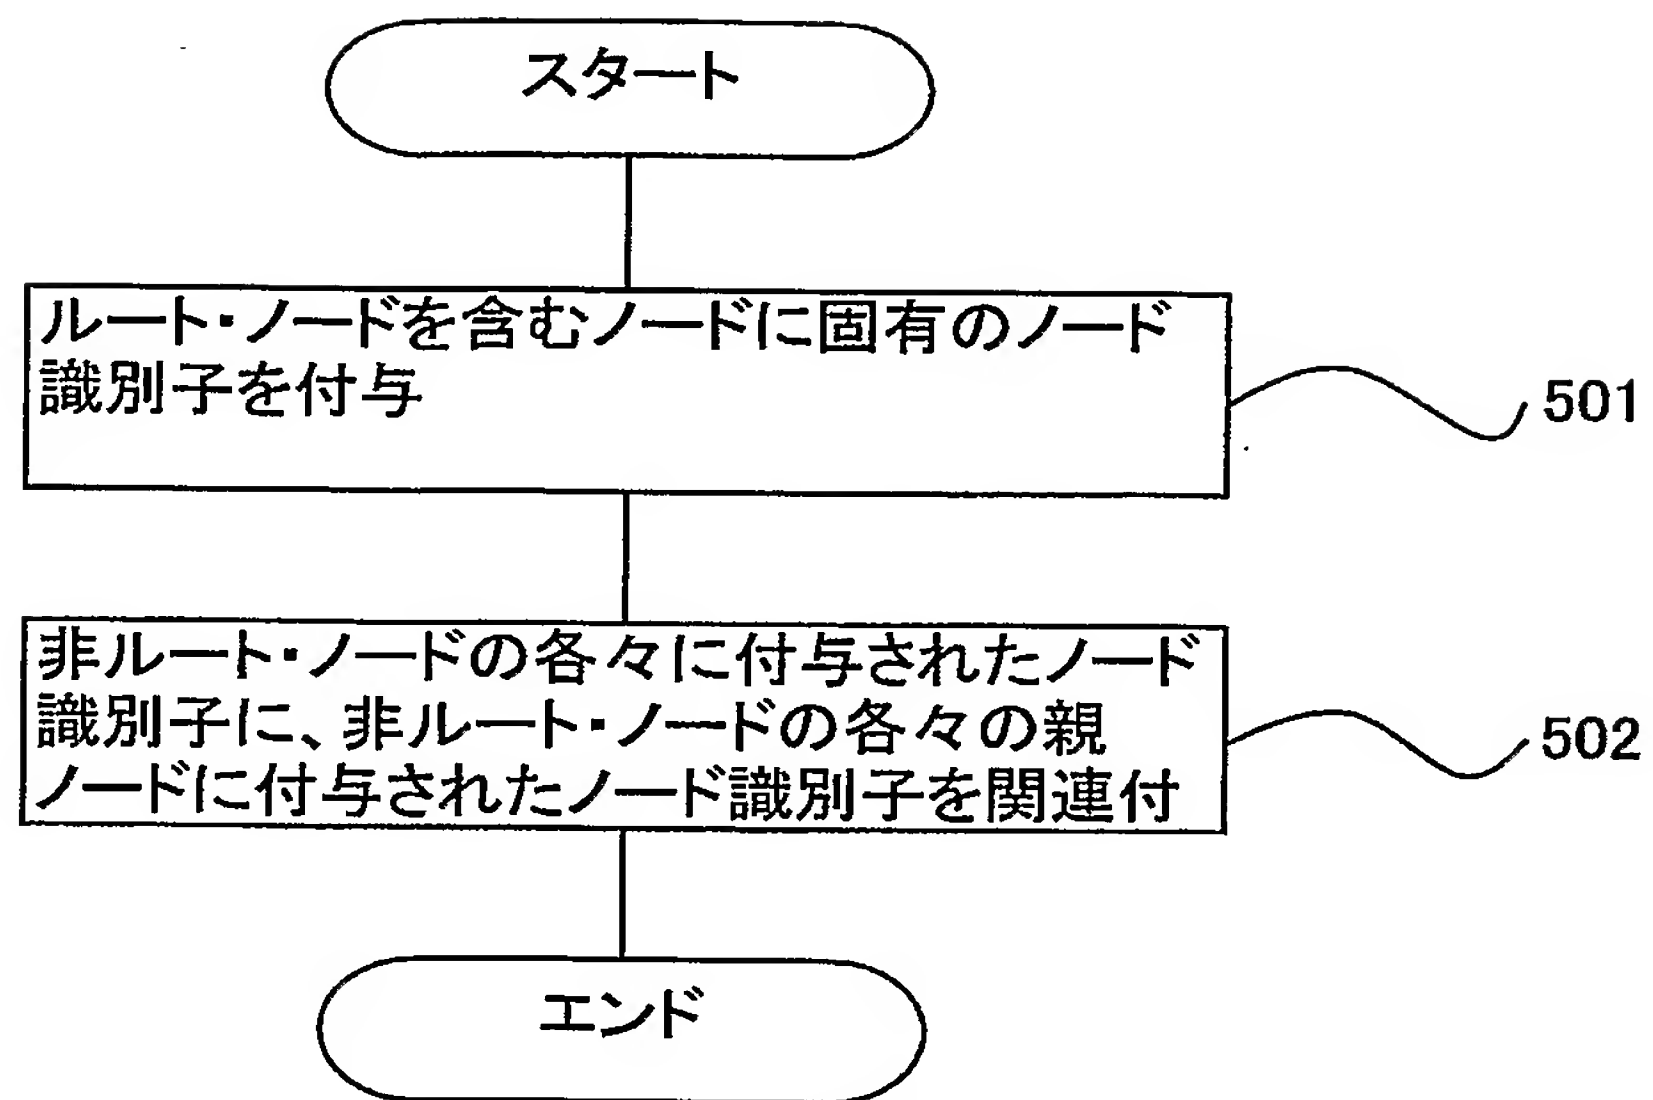 スタート
ルート・ノードを含むノードに固有のノード
識別子を付与
501
非ルート・ノードの各々に付与されたノード
識別子に、非ルート・ノードの各々の親
ノードに付与されたノード識別子を関連付
502
エンド